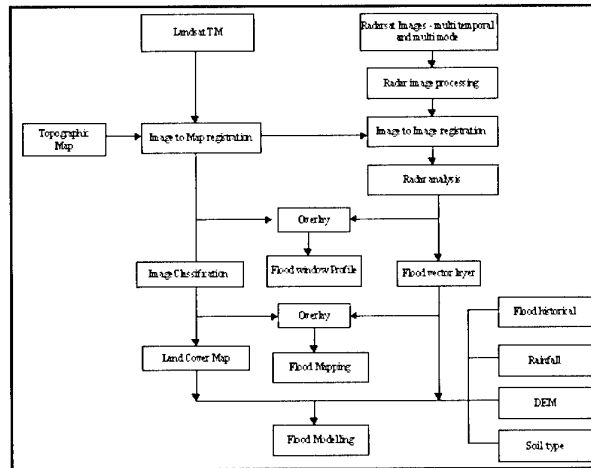 Landsat TM
Radarsat Images - multi temporal
and multi mode
Radar image processing
Topographic
Map
Image to Map registration
Image to Image registration
Radar analysis
Overlay
Image Classification
Flood window Profile
Flood vector layer
Flood historical
Overlay
Land Cover Map
Flood Mapping
Rainfall
DEM
Flood Modelling
Soil type